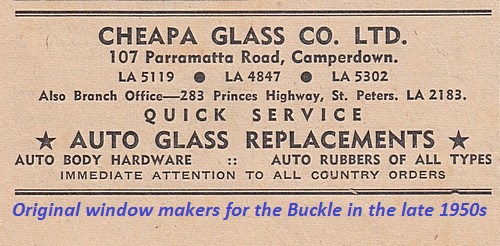 CHEAPA GLASS CO. LTD.
107 Parramatta Road, Camperdown.
LA 5119 ● LA 4847 ● LA 5302
Also Branch Office—283 Princes Highway, St. Peters. LA 2183.
QUICK SERVICE
★ AUTO GLASS REPLACEMENTS ★
AUTO BODY HARDWARE :: AUTO RUBBERS OF ALL TYPES
IMMEDIATE ATTENTION TO ALL COUNTRY ORDERS
Original window makers for the Buckle in the late 1950s